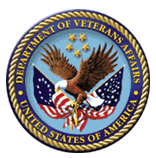 DEPARTMENT OF VETERANS AFFAIRS
UNITED STATES OF AMERICA